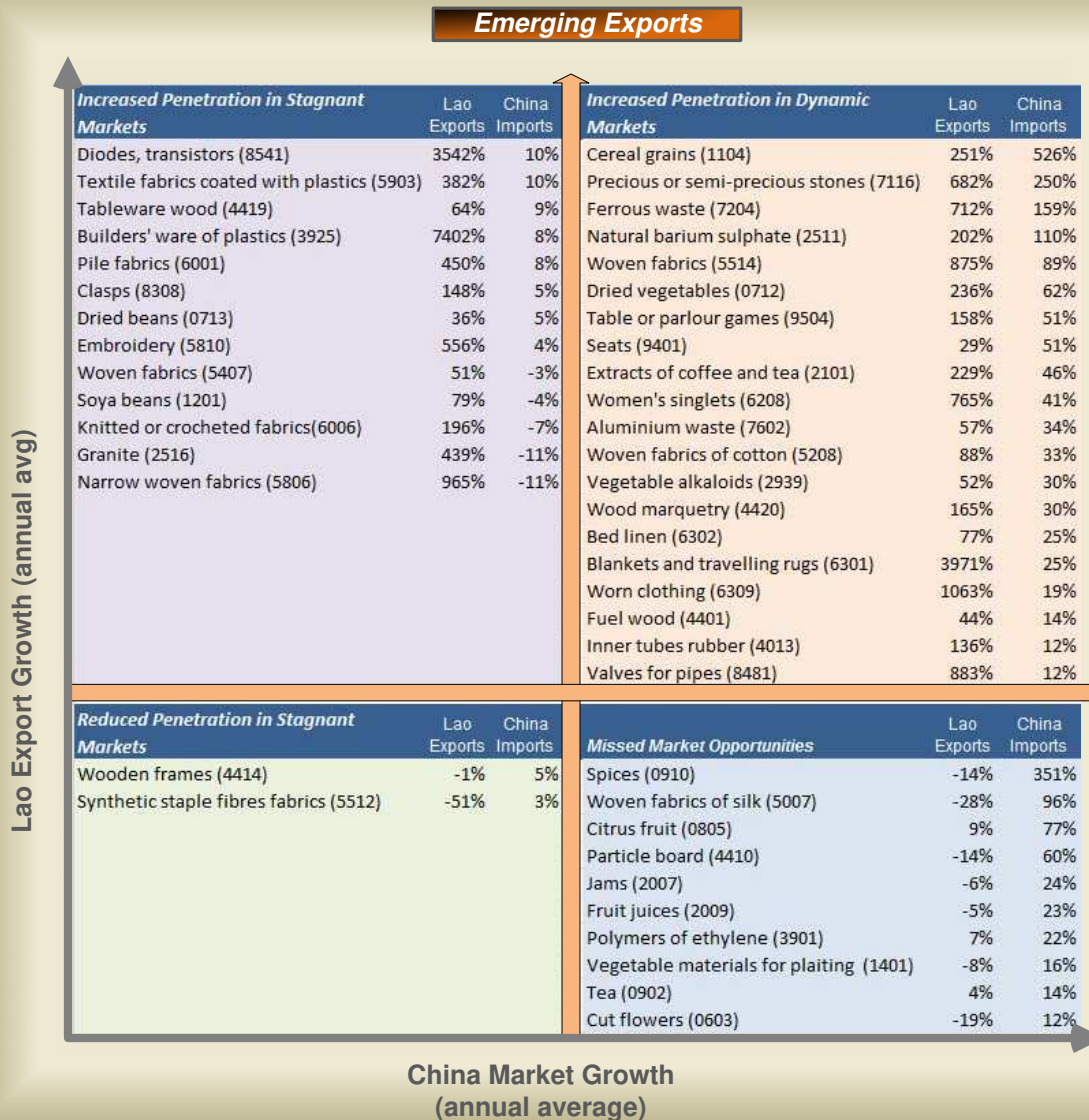 Emerging Exports
Increased Penetration in Stagnant Markets Lao Exports China Imports
Diodes, transistors (8541) 3542% 10%
Textile fabrics coated with plastics (5903) 382% 10%
Tableware wood (4419) 64% 9%
Builders' ware of plastics (3925) 7402% 8%
Pile fabrics (6001) 450% 8%
Clasps (8308) 148% 5%
Dried beans (0713) 36% 5%
Embroidery (5810) 556% 4%
Woven fabrics (5407) 51% -3%
Soya beans (1201) 79% -4%
Knitted or crocheted fabrics(6006) 196% -7%
Granite (2516) 439% -11%
Narrow woven fabrics (5806) 965% -11%
Increased Penetration in Dynamic Markets Lao Exports China Imports
Cereal grains (1104) 251% 526%
Precious or semi-precious stones (7116) 682% 250%
Ferrous waste (7204) 712% 159%
Natural barium sulphate (2511) 202% 110%
Woven fabrics (5514) 875% 89%
Dried vegetables (0712) 236% 62%
Table or parlour games (9504) 158% 51%
Seats (9401) 29% 51%
Extracts of coffee and tea (2101) 229% 46%
Women's singlets (6208) 765% 41%
Aluminium waste (7602) 57% 34%
Woven fabrics of cotton (5208) 88% 33%
Vegetable alkaloids (2939) 52% 30%
Wood marquetry (4420) 165% 30%
Bed linen (6302) 77% 25%
Blankets and travelling rugs (6301) 3971% 25%
Worn clothing (6309) 1063% 19%
Fuel wood (4401) 44% 14%
Inner tubes rubber (4013) 136% 12%
Valves for pipes (8481) 883% 12%
Reduced Penetration in Stagnant Markets Lao Exports China Imports
Wooden frames (4414) -1% 5%
Synthetic staple fibres fabrics (5512) -51% 3%
Missed Market Opportunities Lao Exports China Imports
Spices (0910) -14% 351%
Woven fabrics of silk (5007) -28% 96%
Citrus fruit (0805) 9% 77%
Particle board (4410) -14% 60%
Jams (2007) -6% 24%
Fruit juices (2009) -5% 23%
Polymers of ethylene (3901) 7% 22%
Vegetable materials for plaiting (1401) -8% 16%
Tea (0902) 4% 14%
Cut flowers (0603) -19% 12%
Lao Export Growth (annual avg)
China Market Growth
(annual average)